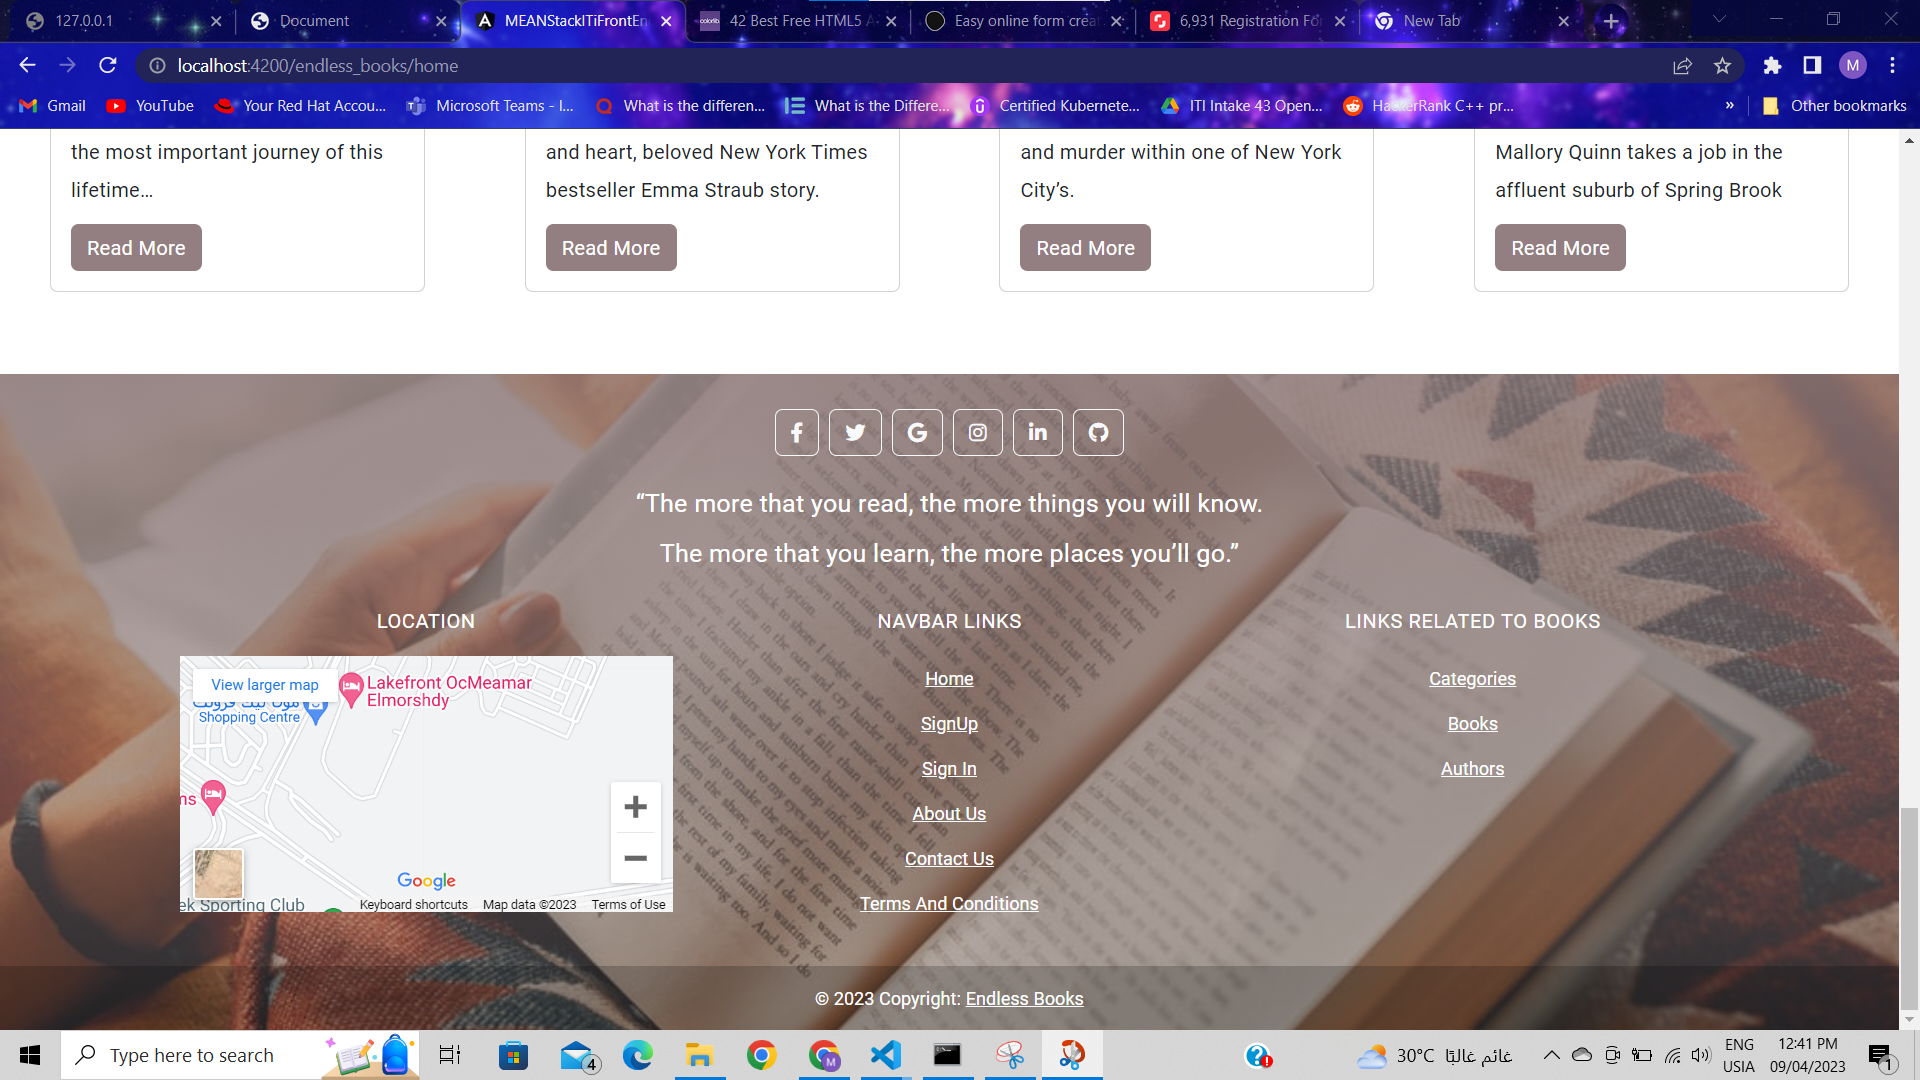 127.0.0.1
Document
MEANStackITiFrontEn
colorlib
42 Best Free HTML5 A
Easy online form crea
6,931 Registration Fo
New Tab
localhost:4200/endless_books/home
M
Gmail
YouTube
Your Red Hat Accou...
Microsoft Teams - I...
What is the differen...
What is the Differe...
Certified Kubernete...
ITI Intake 43 Open...
HackerRank C++ pr...
»
Other bookmarks
the most important journey of this
lifetime…
Read More
and heart, beloved New York Times
bestseller Emma Straub story.
Read More
and murder within one of New York
City’s.
Read More
Mallory Quinn takes a job in the
affluent suburb of Spring Brook
Read More
“The more that you read, the more things you will know.
The more that you learn, the more places you’ll go.”
LOCATION
View larger map
Lakefront OcMeamar
Elmorshdy
Shopping Centre
ns
Google
ek Sporting Club
Keyboard shortcuts
Map data ©2023
Terms of Use
NAVBAR LINKS
Home
SignUp
Sign In
About Us
Contact Us
Terms And Conditions
LINKS RELATED TO BOOKS
Categories
Books
Authors
© 2023 Copyright: Endless Books
Type here to search
4
M
30°C غائم غالبًا
ENG
USIA
12:41 PM
09/04/2023
1